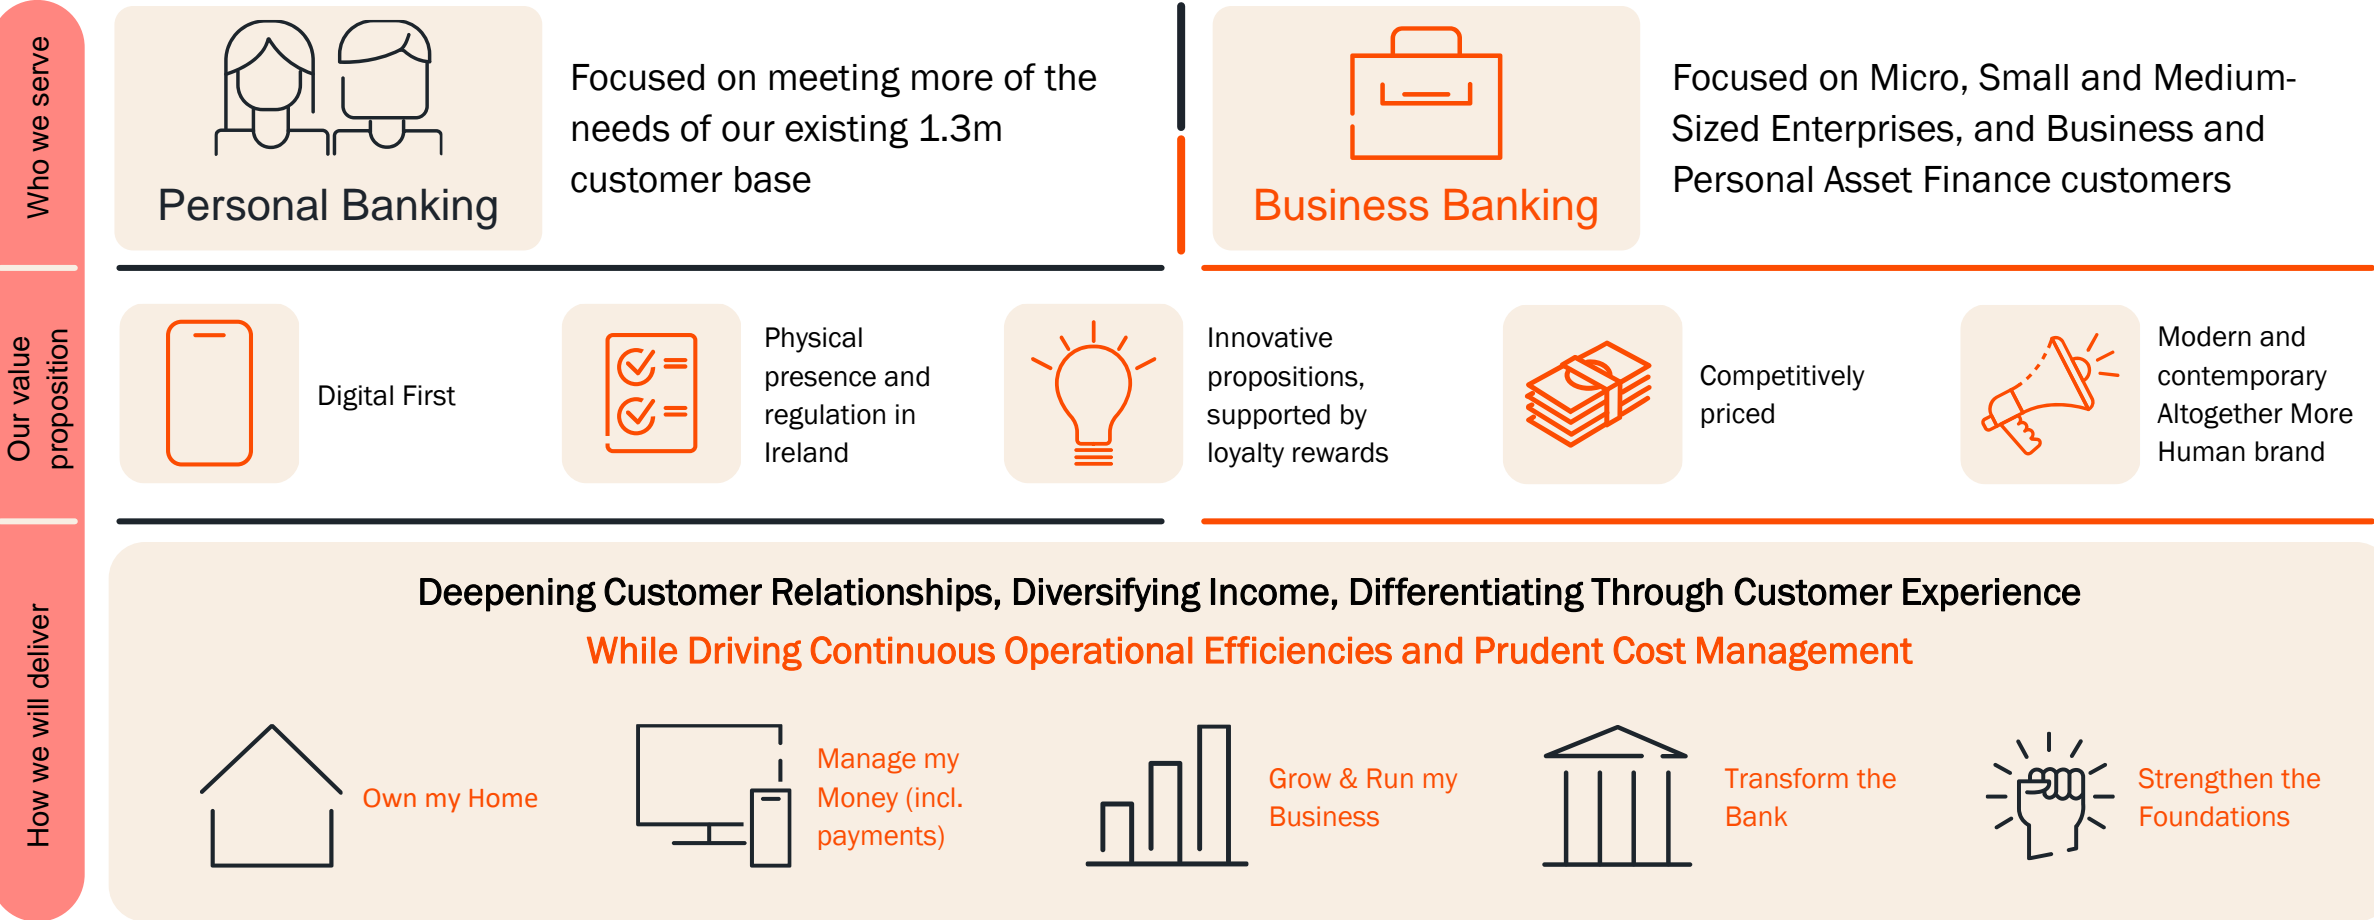 Who we serve
Personal Banking
Focused on meeting more of the
needs of our existing 1.3m
customer base
Business Banking
Focused on Micro, Small and Medium-
Sized Enterprises, and Business and
Personal Asset Finance customers
Our value
proposition
Digital First
Physical
presence and
regulation in
Ireland
Innovative
propositions,
supported by
loyalty rewards
Competitively
priced
Modern and
contemporary
Altogether More
Human brand
How we will deliver
Deepening Customer Relationships, Diversifying Income, Differentiating Through Customer Experience
While Driving Continuous Operational Efficiencies and Prudent Cost Management
Own my Home
Manage my
Money (incl.
payments)
Grow & Run my
Business
Transform the
Bank
Strengthen the
Foundations